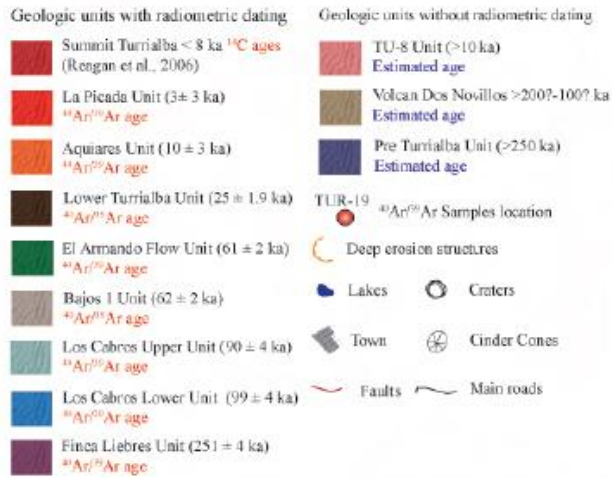 Geologic units with radiometric dating
Summit Turrialba < 8 ka ¹⁴C ages
(Reagan et al., 2006)
La Picada Unit (3± 3 ka)
⁴⁰Ar/³⁹Ar age
Aquiares Unit (10 ± 3 ka)
⁴⁰Ar/³⁹Ar age
Lower Turrialba Unit (25 ± 1.9 ka)
⁴⁰Ar/³⁹Ar age
El Armando Flow Unit (61 ± 2 ka)
⁴⁰Ar/³⁹Ar age
Bajos 1 Unit (62 ± 2 ka)
⁴⁰Ar/³⁹Ar age
Los Cabros Upper Unit (90 ± 4 ka)
⁴⁰Ar/³⁹Ar age
Los Cabros Lower Unit (99 ± 4 ka)
⁴⁰Ar/³⁹Ar age
Finca Liebres Unit (251 ± 4 ka)
⁴⁰Ar/³⁹Ar age
Geologic units without radiometric dating
TU-8 Unit (>10 ka)
Estimated age
Volcan Dos Novillos >200?-100? ka
Estimated age
Pre Turrialba Unit (>250 ka)
Estimated age
TUR-19 ⁴⁰Ar/³⁹Ar Samples location
Deep erosion structures
Lakes Craters
Town Cinder Cones
Faults Main roads